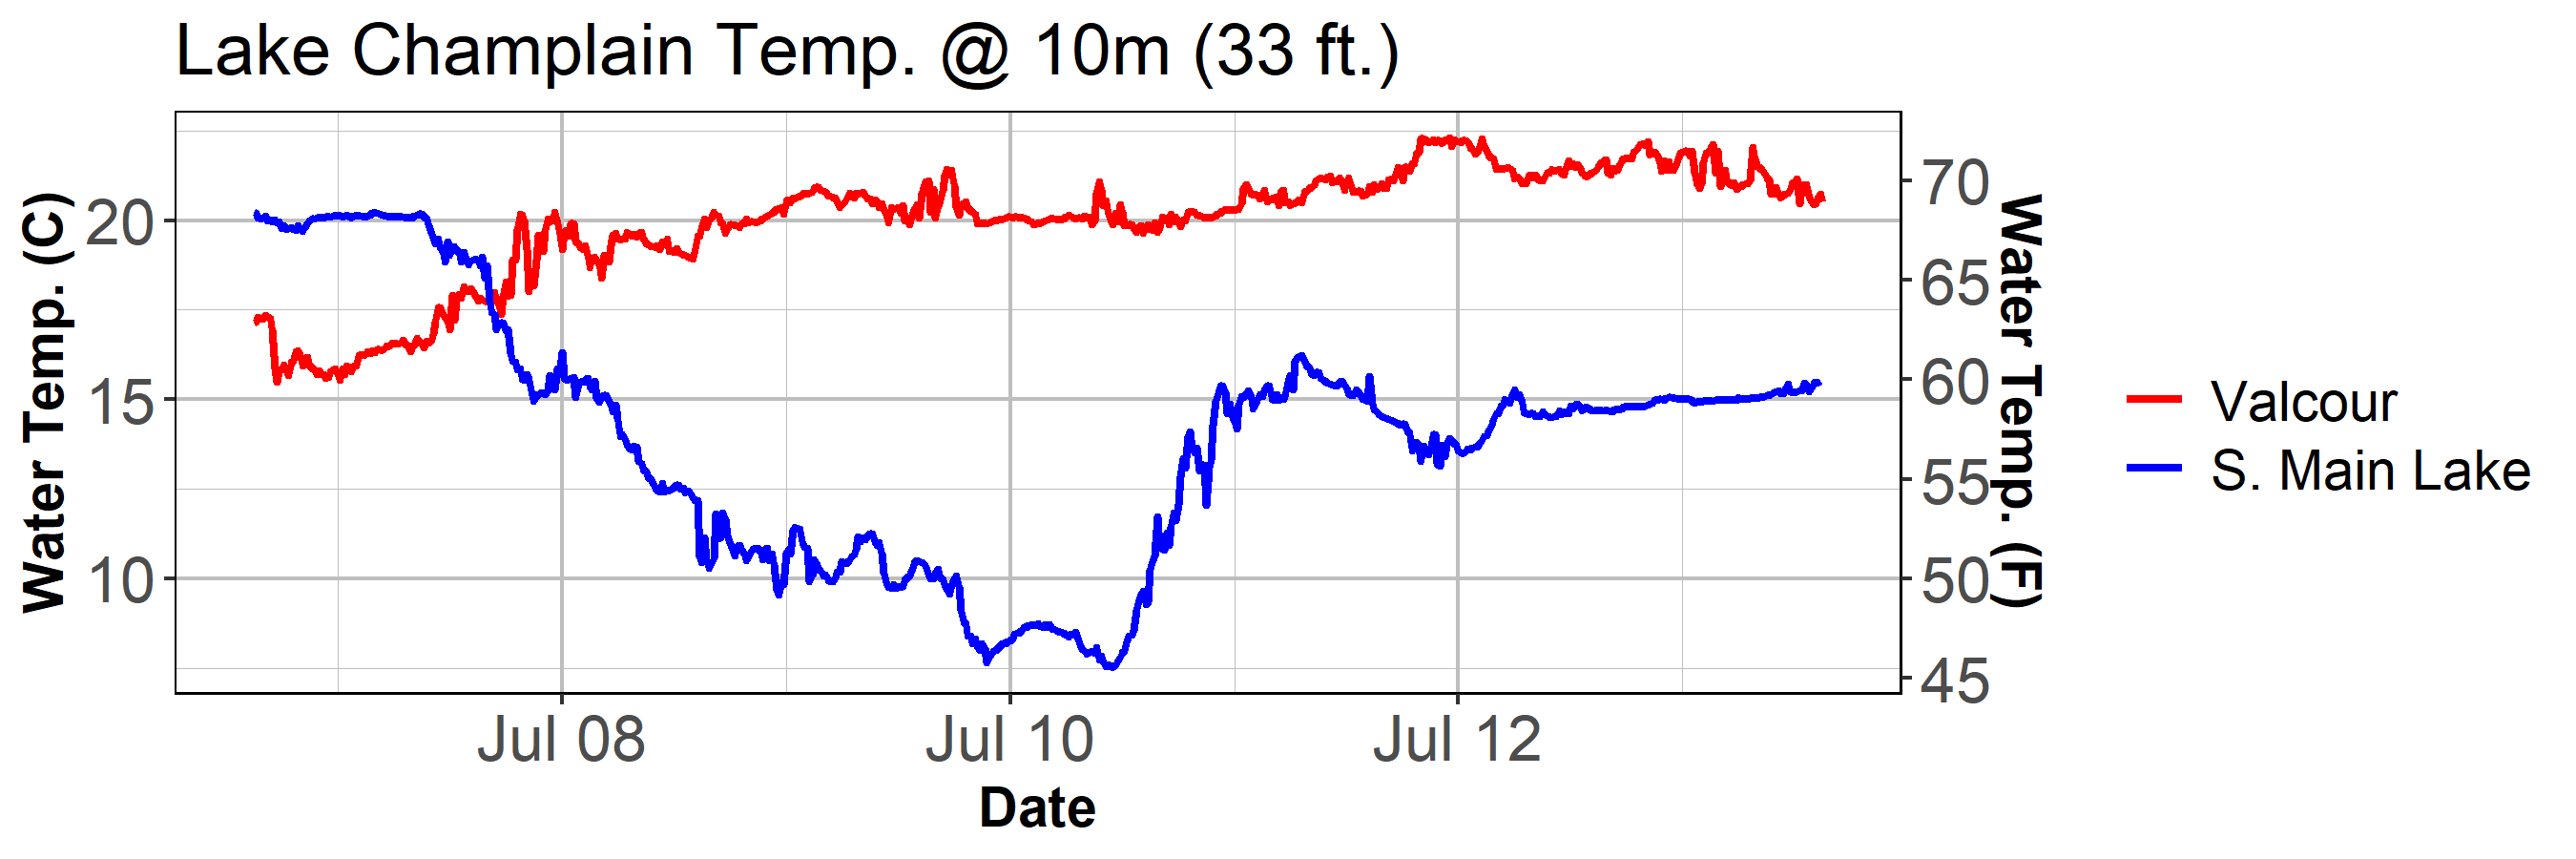 Lake Champlain Temp. @ 10m (33 ft.)
Water Temp. (C)
20
15
10
70
65
60
55
50
45
Water Temp. (F)
Jul 08
Jul 10
Jul 12
Date
Valcour
S. Main Lake